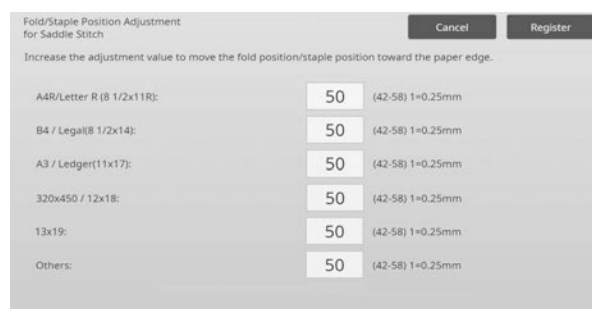 Fold/Staple Position Adjustment
for Saddle Stitch
Cancel
Register
Increase the adjustment value to move the fold position/staple position toward the paper edge.
A4R/Letter R (8 1/2x11R): 50 (42-58) 1=0.25mm
B4 / Legal(8 1/2x14): 50 (42-58) 1=0.25mm
A3 / Ledger(11x17): 50 (42-58) 1=0.25mm
320x450 / 12x18: 50 (42-58) 1=0.25mm
13x19: 50 (42-58) 1=0.25mm
Others: 50 (42-58) 1=0.25mm